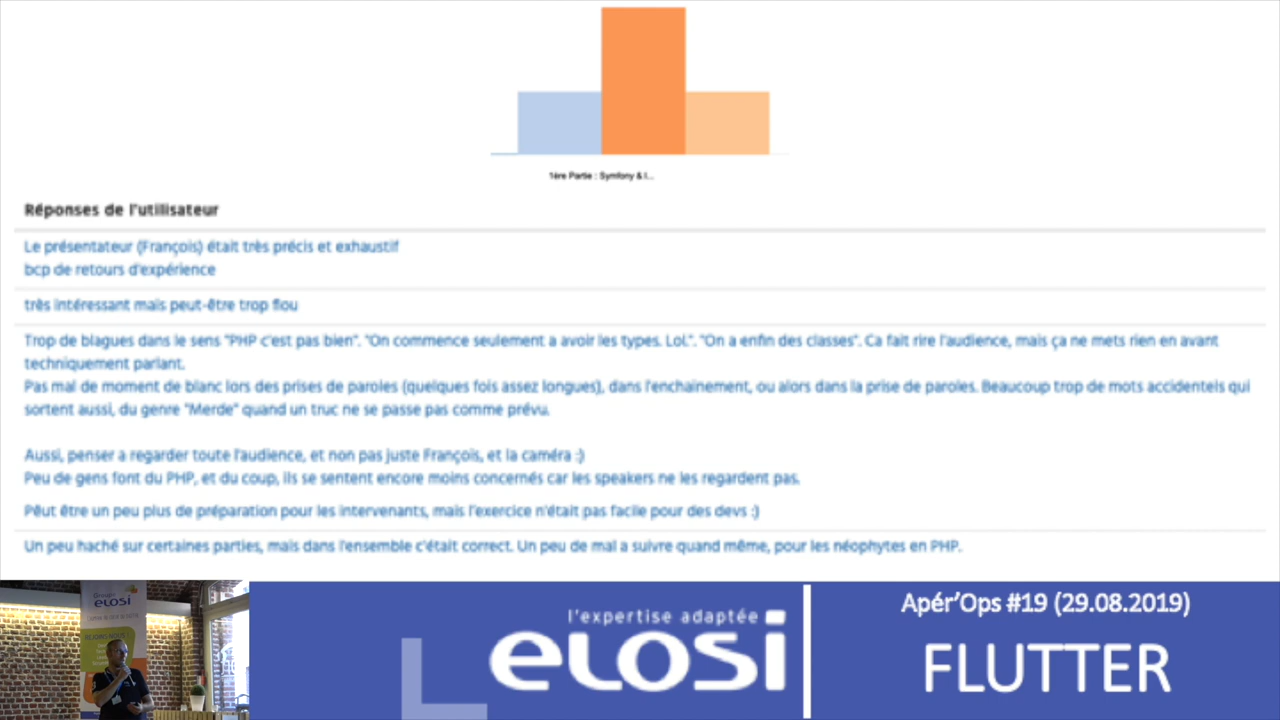 1ère Partie : Symfony & l...
Réponses de l'utilisateur
Le présentateur (François) était très précis et exhaustif
bcp de retours d'expérience
très intéressant mais peut-être trop flou
Trop de blagues dans le sens "PHP c'est pas bien". "On commence seulement a avoir les types. Lol.". "On a enfin des classes". Ca fait rire l'audience, mais ça ne mets rien en avant
techniquement parlant.
Pas mal de moment de blanc lors des prises de paroles (quelques fois assez longues), dans l'enchainement, ou alors dans la prise de paroles. Beaucoup trop de mots accidentels qui
sortent aussi, du genre "Merde" quand un truc ne se passe pas comme prévu.
Aussi, penser a regarder toute l'audience, et non pas juste François, et la caméra :)
Peu de gens font du PHP, et du coup, ils se sentent encore moins concernés car les speakers ne les regardent pas.
Pêut être un peu plus de préparation pour les intervenants, mais l'exercice n'était pas facile pour des devs :)
Un peu haché sur certaines parties, mais dans l'ensemble c'était correct. Un peu de mal a suivre quand même, pour les néophytes en PHP.
Groupe
elosi
l'expertise adaptée
elosi
Apér'Ops #19 (29.08.2019)
FLUTTER